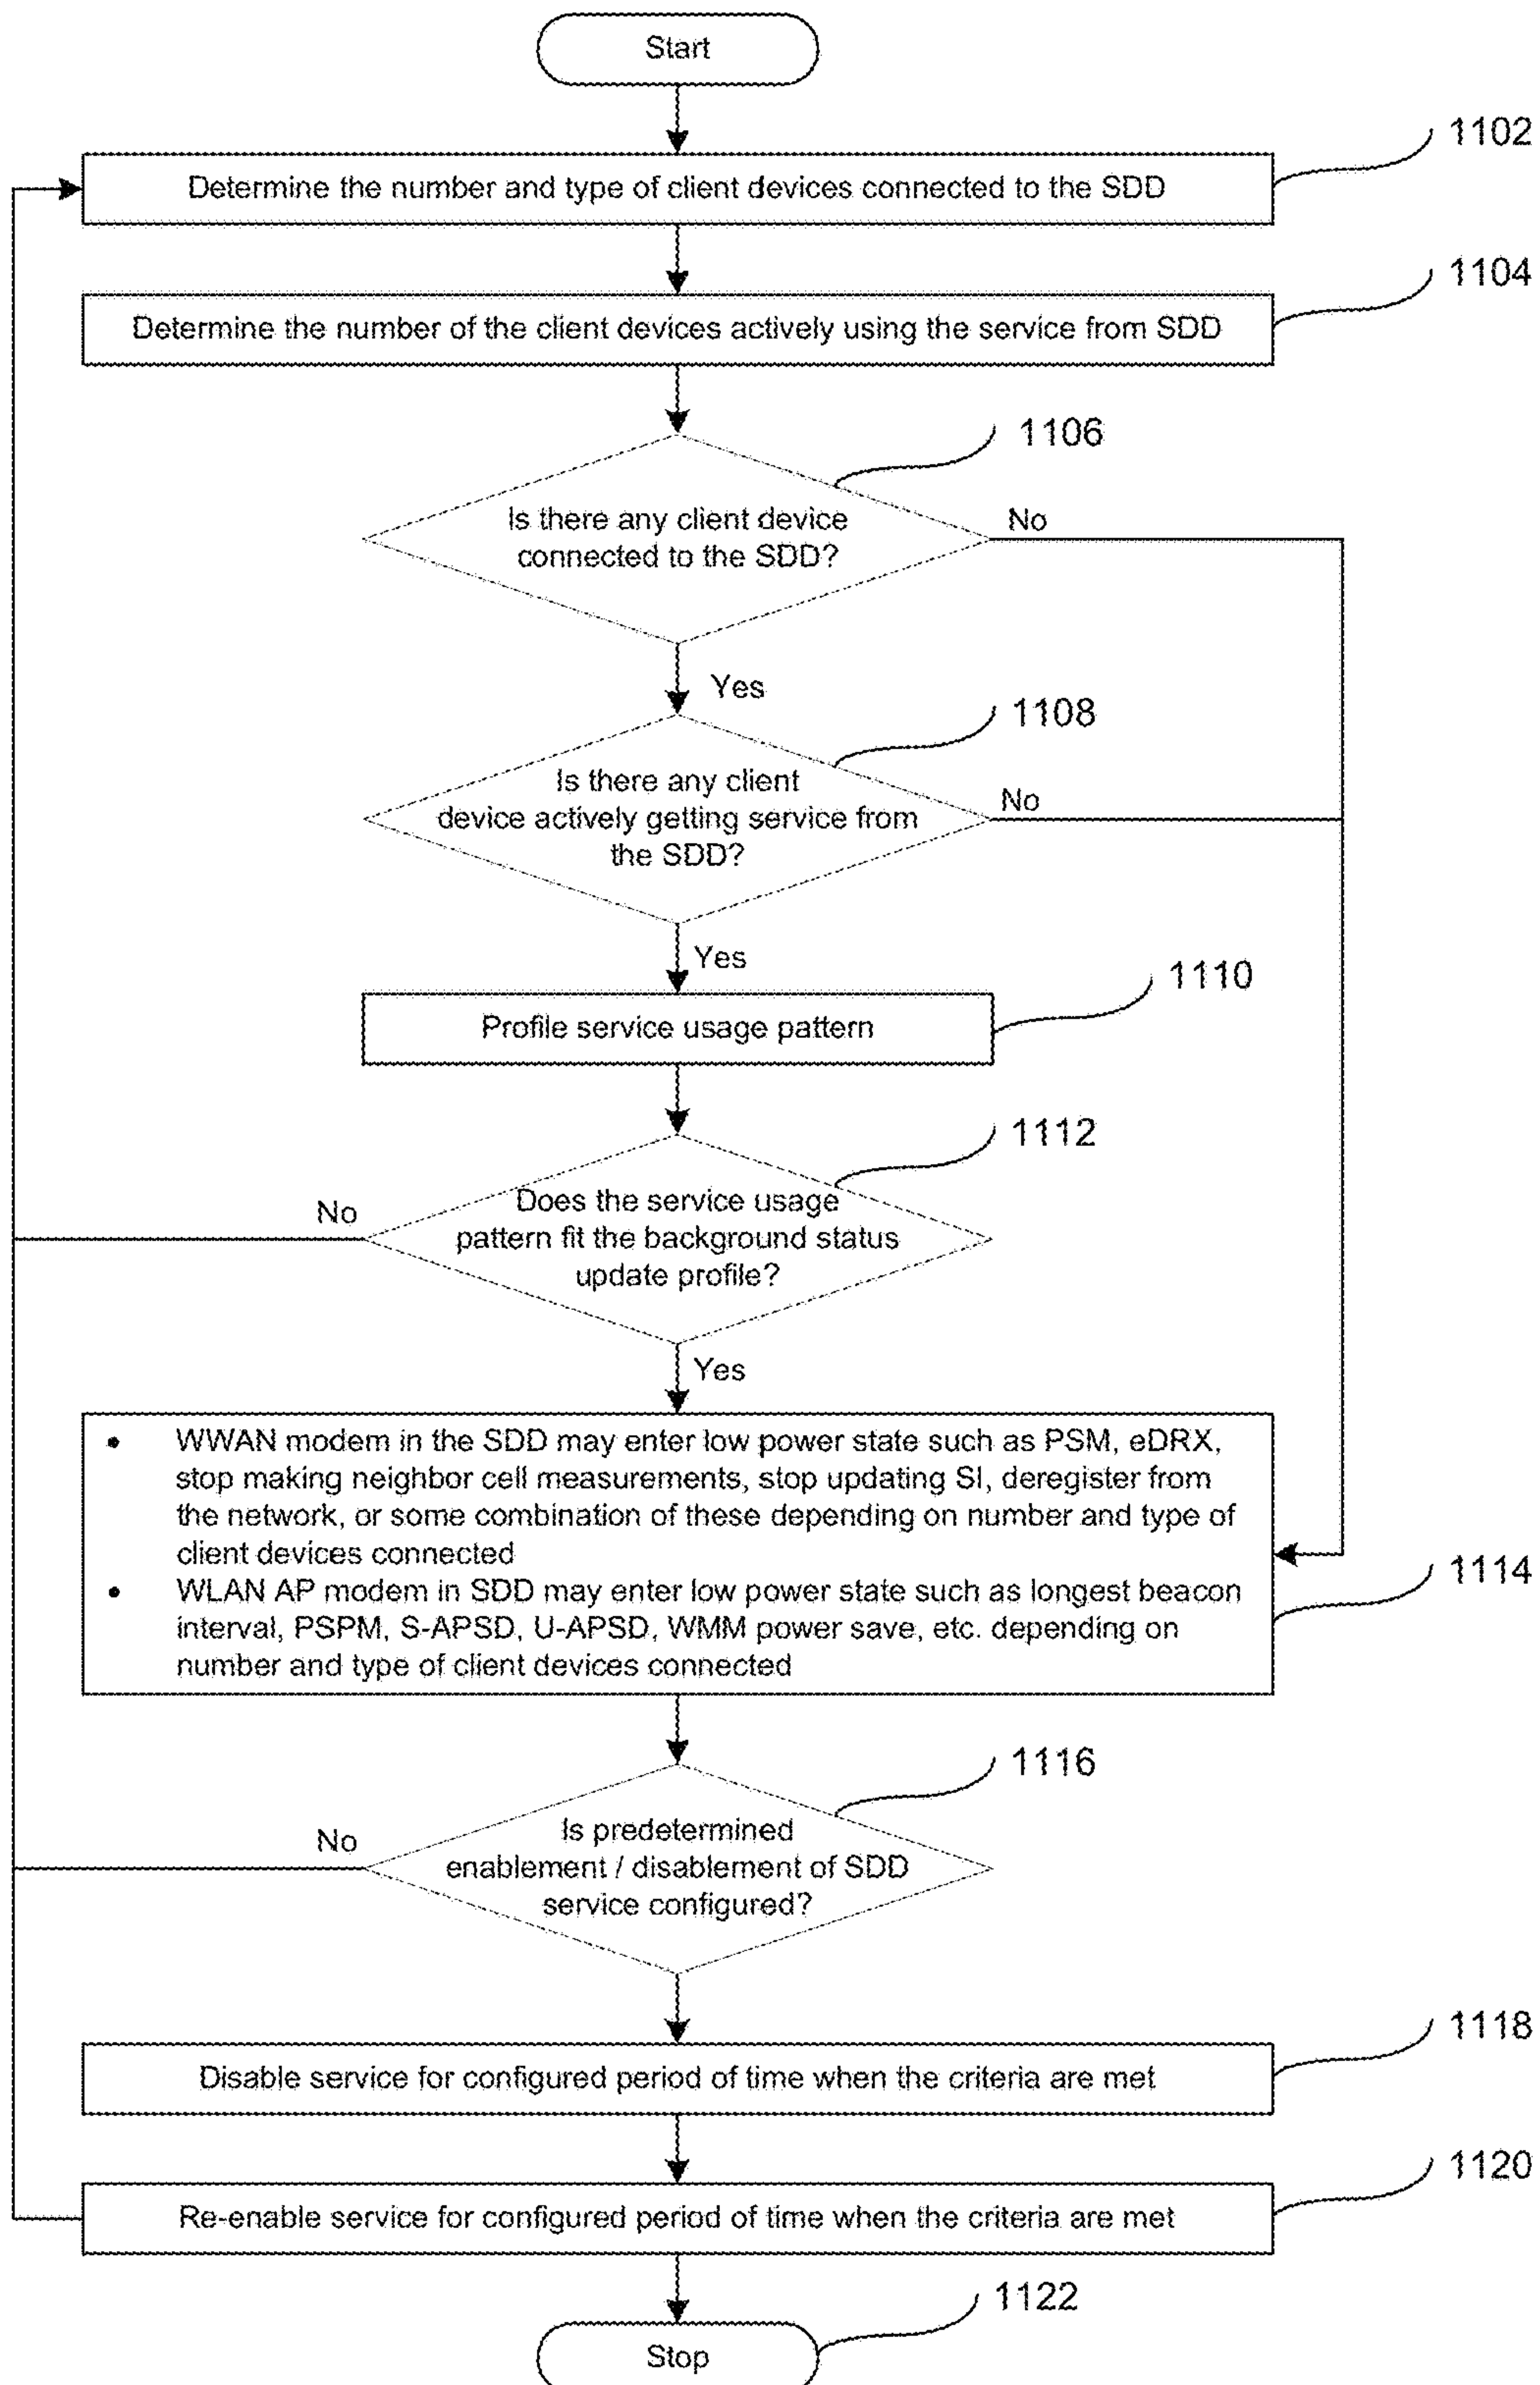 Start
1102
Determine the number and type of client devices connected to the SDD
1104
Determine the number of the client devices actively using the service from SDD
1106
Is there any client device
connected to the SDD?
No
Yes
1108
Is there any client
device actively getting service from
the SDD?
No
Yes
1110
Profile service usage pattern
1112
Does the service usage
pattern fit the background status
update profile?
No
Yes
• WWAN modem in the SDD may enter low power state such as PSM, eDRX,
stop making neighbor cell measurements, stop updating SI, deregister from
the network, or some combination of these depending on number and type of
client devices connected
• WLAN AP modem in SDD may enter low power state such as longest beacon
interval, PSPM, S-APSD, U-APSD, WMM power save, etc. depending on
number and type of client devices connected
1114
1116
Is predetermined
enablement / disablement of SDD
service configured?
No
1118
Disable service for configured period of time when the criteria are met
1120
Re-enable service for configured period of time when the criteria are met
1122
Stop